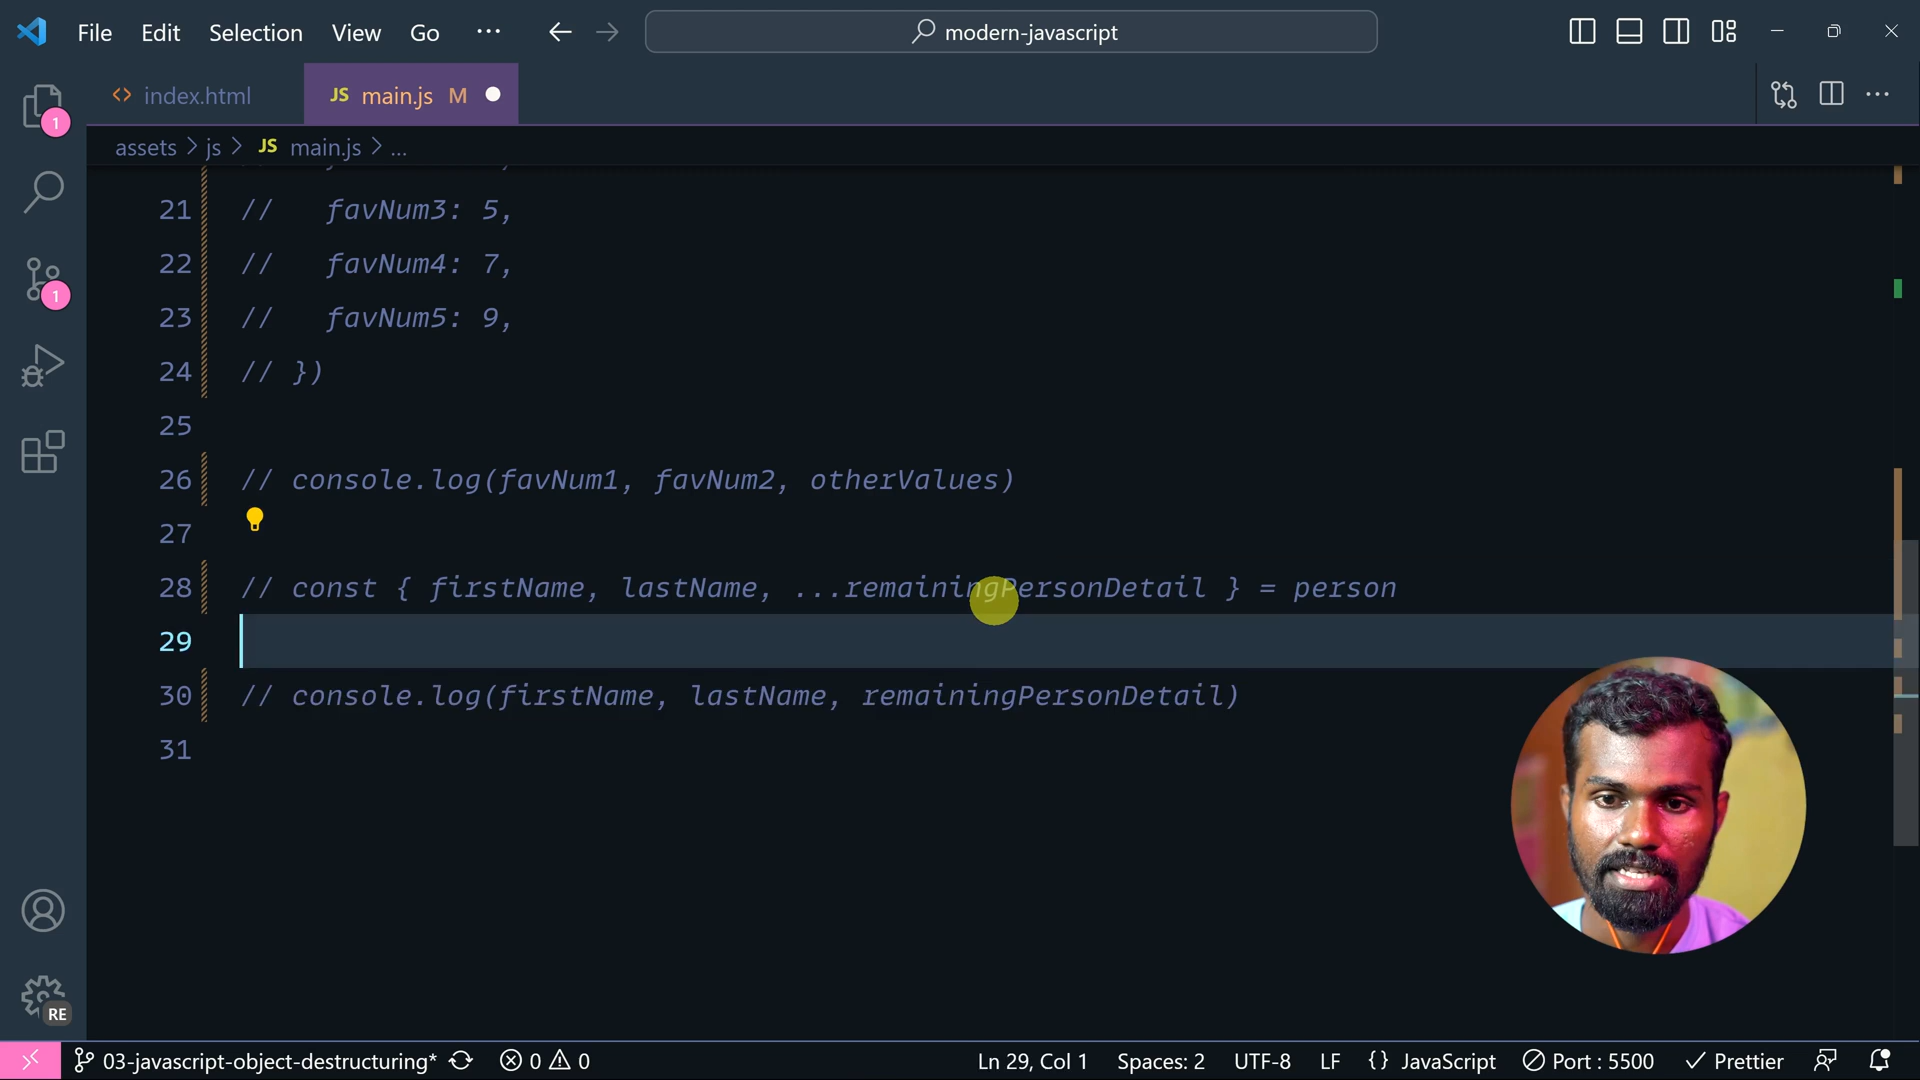 File Edit Selection View Go ... modern-javascript
index.html JS main.js M
assets > js > JS main.js > ...
21 // favNum3: 5,
22 // favNum4: 7,
23 // favNum5: 9,
24 // })
25
26 // console.log(favNum1, favNum2, otherValues)
27
28 // const { firstName, lastName, ...remainingPersonDetail } = person
29
30 // console.log(firstName, lastName, remainingPersonDetail)
31
1
1
RE
03-javascript-object-destructuring* 0 0 Ln 29, Col 1 Spaces: 2 UTF-8 LF {} JavaScript Port : 5500 Prettier